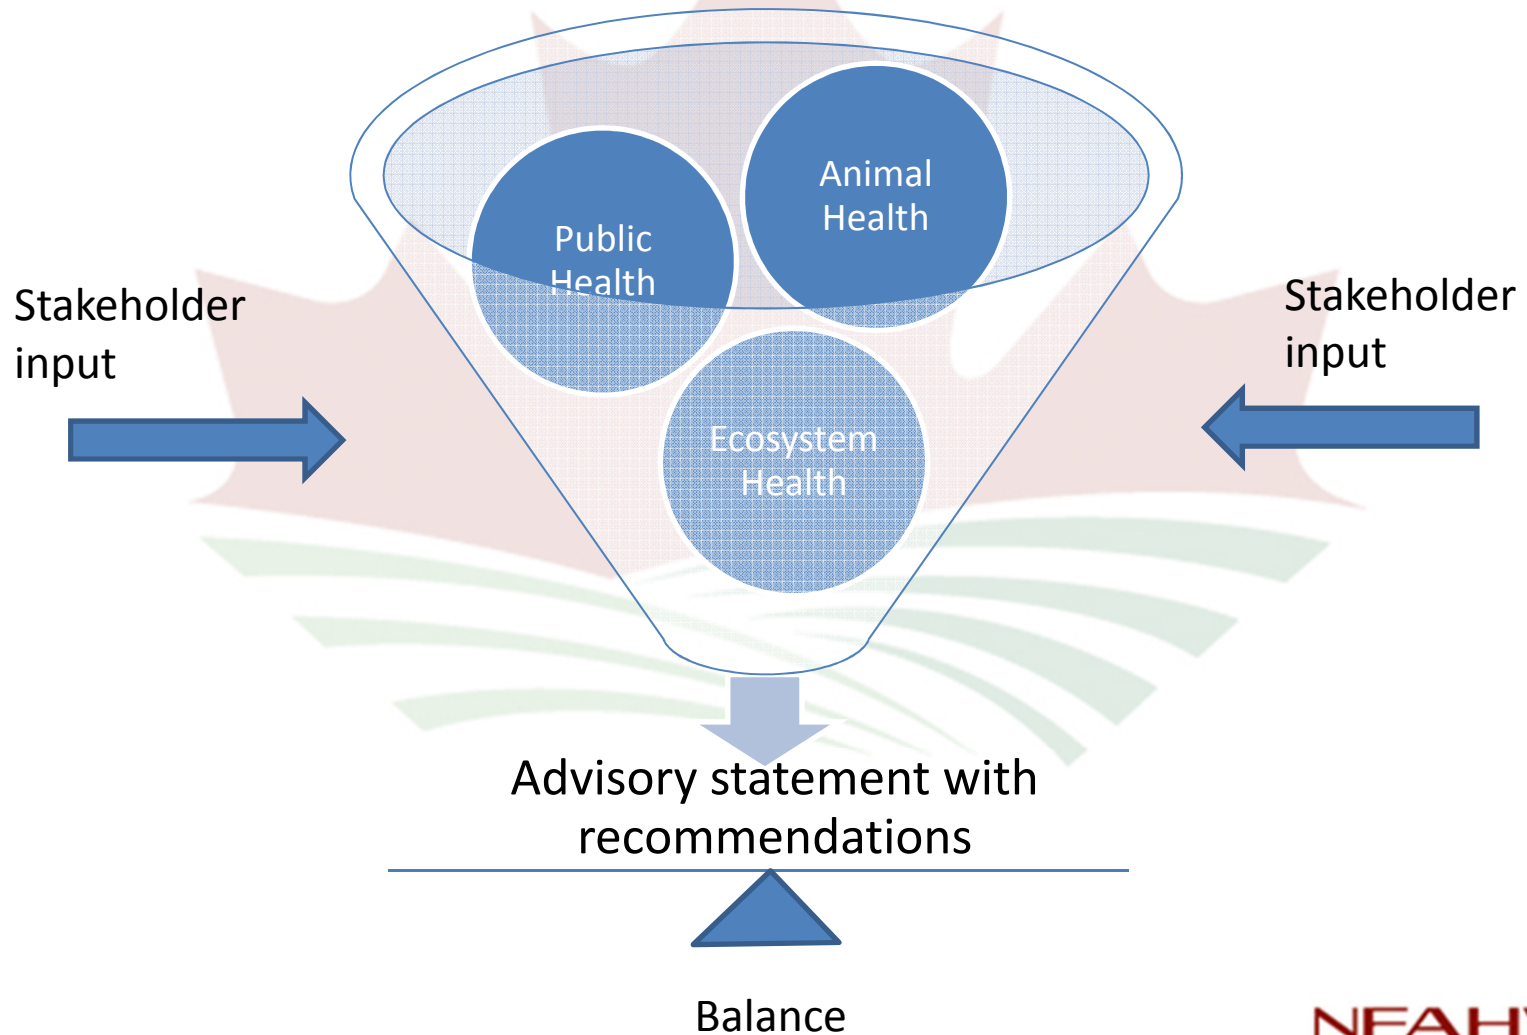 Animal
Health
Public
Health
Stakeholder
input
Stakeholder
input
Ecosystem
Health
Advisory statement with
recommendations
Balance